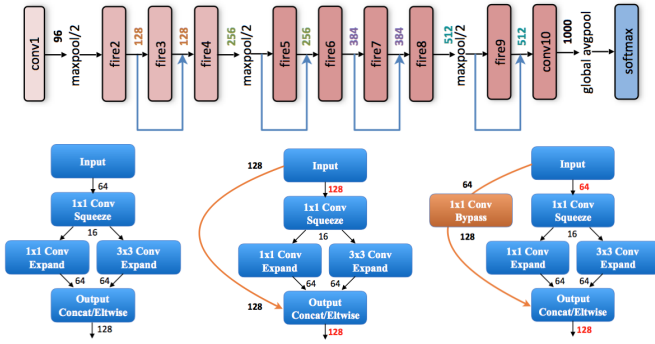 conv1
96
maxpool/2
fire2
128
fire3
128
fire4
256
maxpool/2
fire5
256
fire6
384
fire7
384
fire8
512
maxpool/2
fire9
512
conv10
1000
global avgpool
softmax
Input
64
1x1 Conv
Squeeze
16
1x1 Conv
Expand
3x3 Conv
Expand
64
64
Output
Concat/Eltwise
128
128
Input
128
1x1 Conv
Squeeze
16
1x1 Conv
Expand
3x3 Conv
Expand
64
64
128
Output
Concat/Eltwise
128
Input
64
64
1x1 Conv
Bypass
128
1x1 Conv
Squeeze
16
1x1 Conv
Expand
3x3 Conv
Expand
64
64
Output
Concat/Eltwise
128